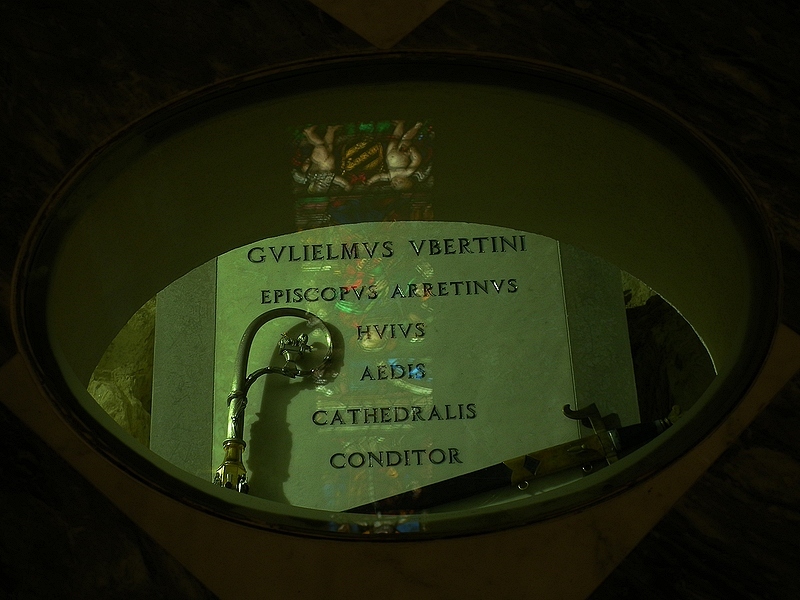 GVLIELMVS VBERTINI
EPISCOPVS ARRETINVS
HVIVS
AEDIS
CATHEDRALIS
CONDITOR